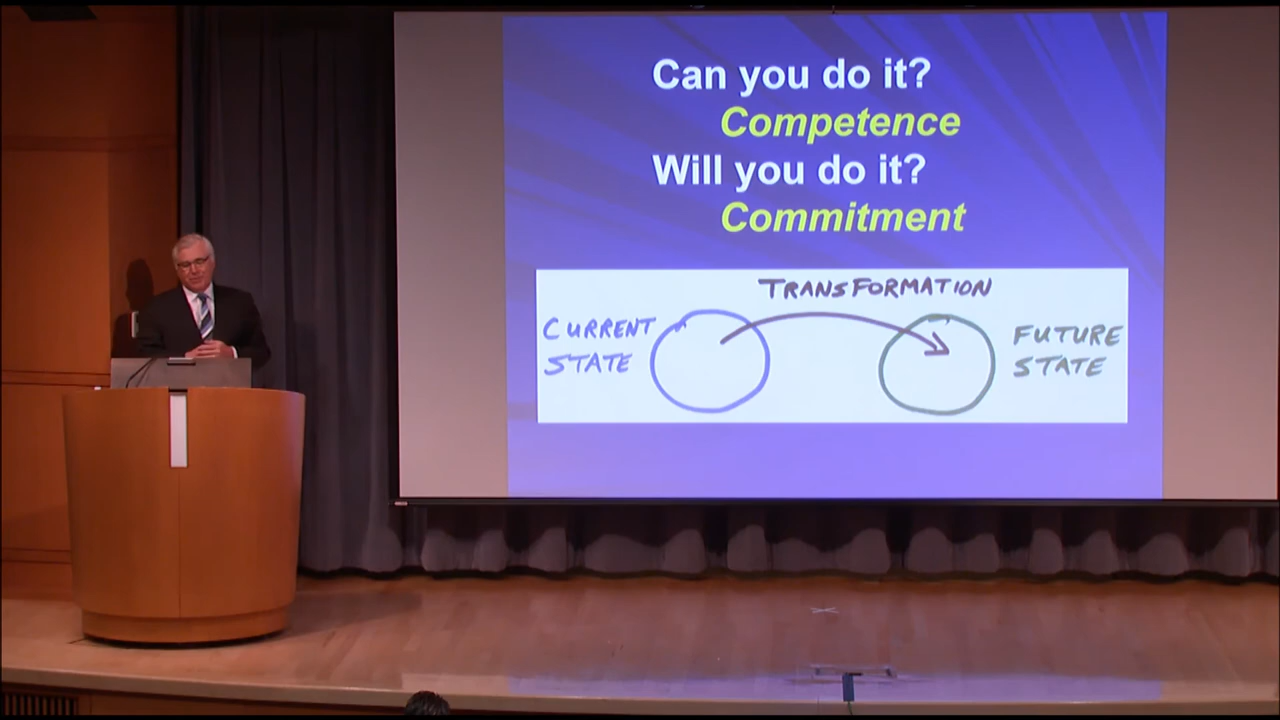 Can you do it?
Competence
Will you do it?
Commitment
TRANSFORMATION
CURRENT
STATE
FUTURE
STATE